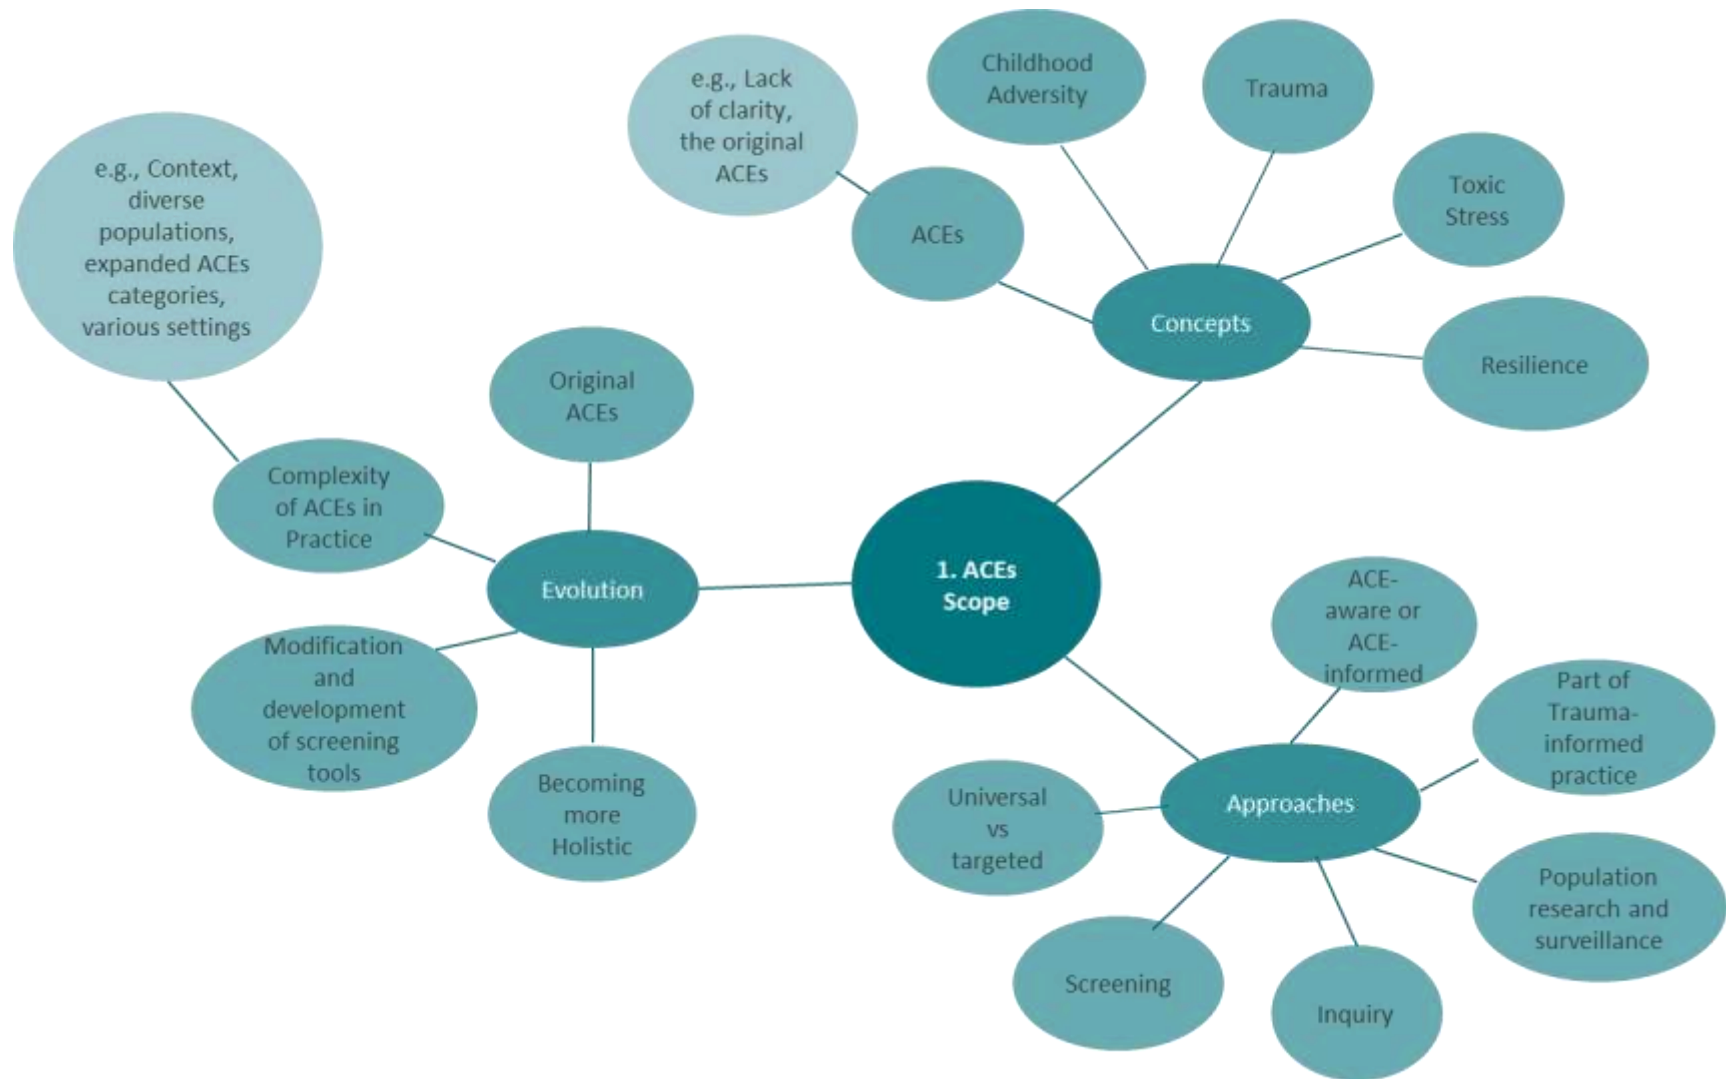 Childhood
Adversity
Trauma
e.g., Lack
of clarity,
the original
ACEs
ACEs
Toxic
Stress
Concepts
Resilience
e.g., Context,
diverse
populations,
expanded ACEs
categories,
various settings
Original
ACEs
Complexity
of ACEs in
Practice
Evolution
Modification
and
development
of screening
tools
Becoming
more
Holistic
1. ACEs
Scope
ACE-
aware or
ACE-
informed
Part of
Trauma-
informed
practice
Approaches
Universal
vs
targeted
Population
research and
surveillance
Screening
Inquiry